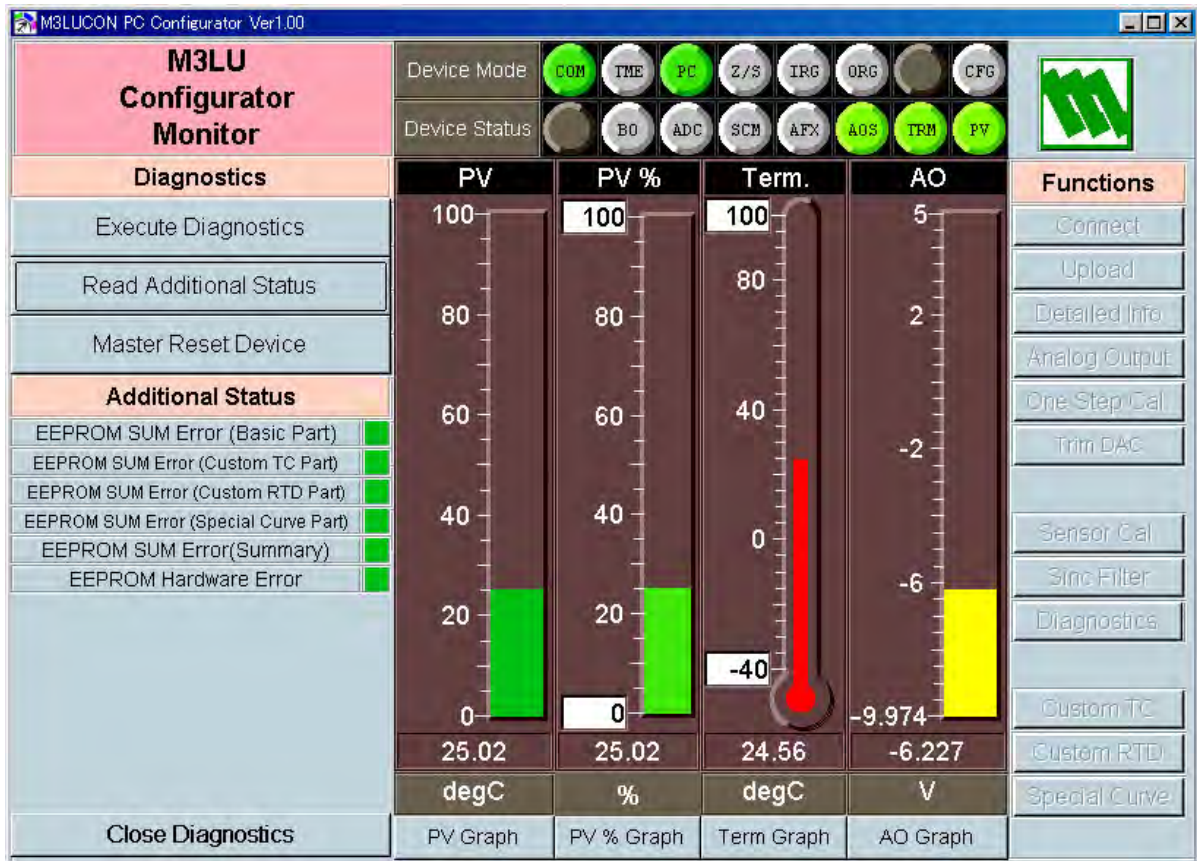 M3LUCON PC Configurator Ver1.00
M3LU
Configurator
Monitor
Device Mode
COM
TME
PC
Z/S
IRG
ORG
CFG
Device Status
BO
ADC
SCM
AFX
AOS
TRM
PV
Diagnostics
Execute Diagnostics
Read Additional Status
Master Reset Device
Additional Status
EEPROM SUM Error (Basic Part)
EEPROM SUM Error (Custom TC Part)
EEPROM SUM Error (Custom RTD Part)
EEPROM SUM Error (Special Curve Part)
EEPROM SUM Error(Summary)
EEPROM Hardware Error
Close Diagnostics
PV
100
80
60
40
20
0
25.02
degC
PV Graph
PV %
100
80
60
40
20
0
25.02
%
PV % Graph
Term.
100
80
40
0
-40
24.56
degC
Term Graph
AO
5
2
-2
-6
-9.974
-6.227
V
AO Graph
Functions
Connect
Upload
Detailed Info
Analog Output
One Step Cal
Trim DAC
Sensor Cal
Sinc Filter
Diagnostics
Custom TC
Custom RTD
Special Curve